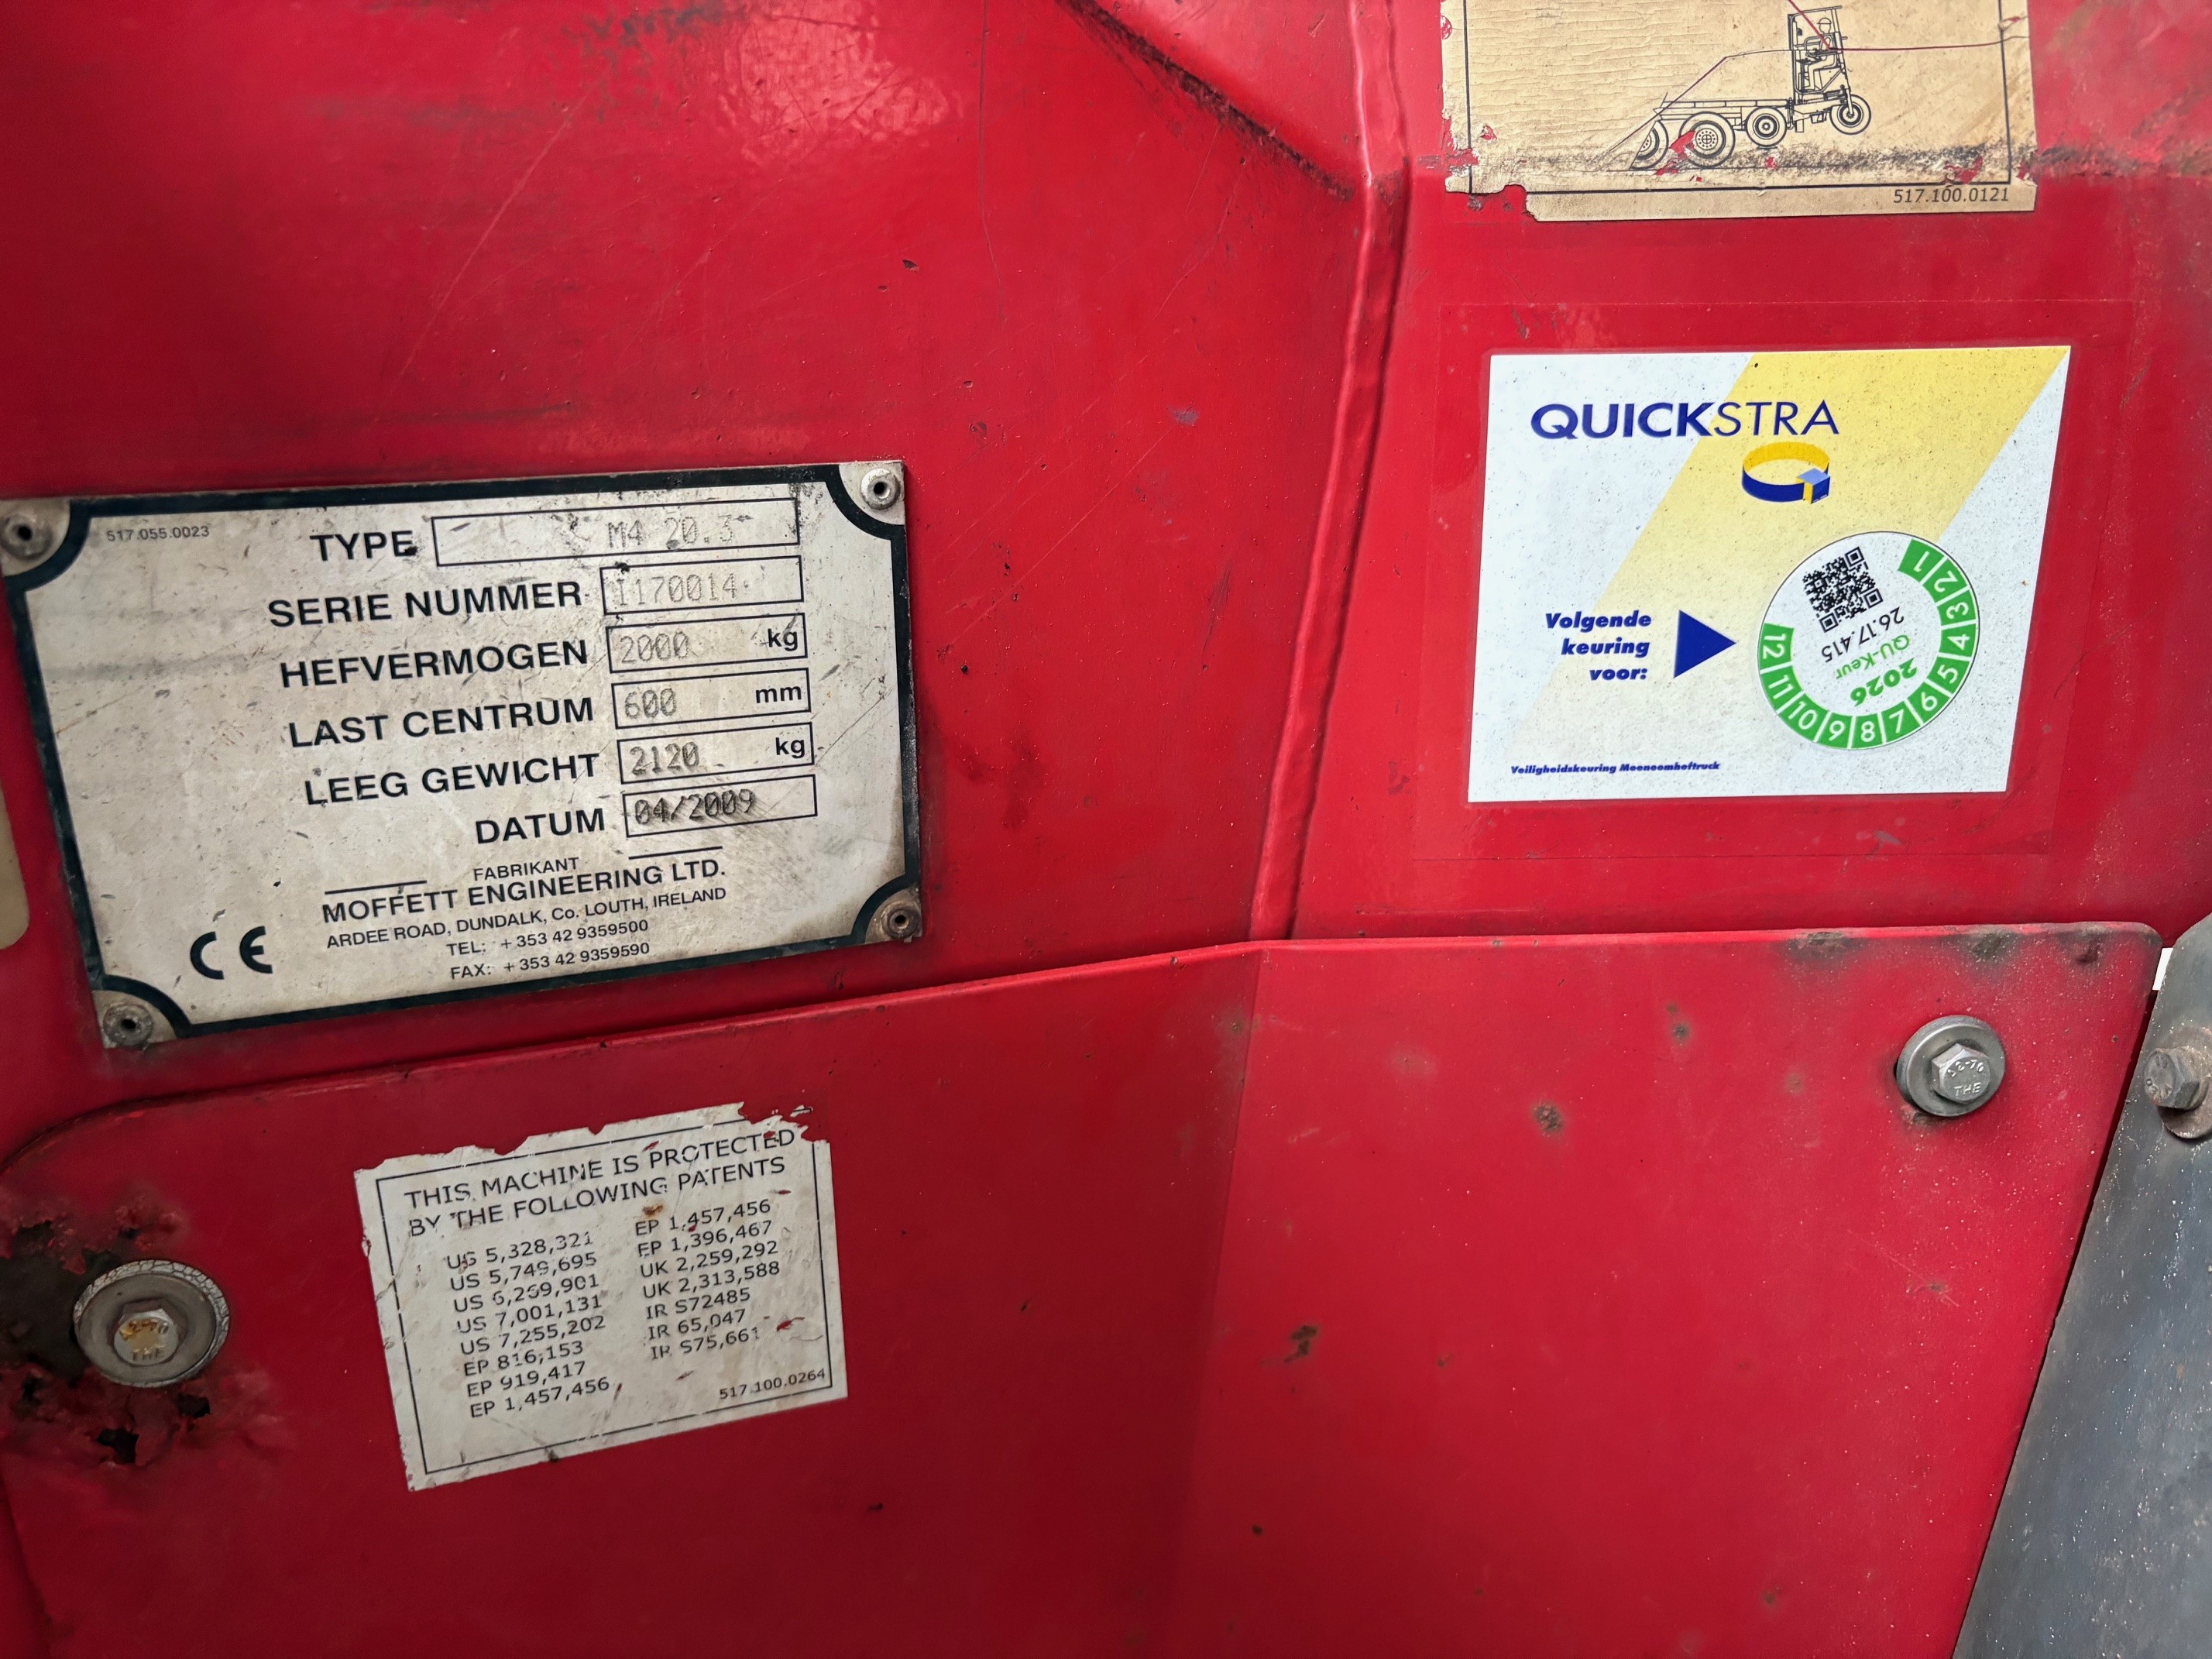 517.055.0023
TYPE M4 20.3
SERIE NUMMER I170014
HEFVERMOGEN 2000 kg
LAST CENTRUM 600 mm
LEEG GEWICHT 2120 kg
DATUM 04/2009
FABRIKANT
MOFFETT ENGINEERING LTD.
ARDEE ROAD, DUNDALK, Co. LOUTH, IRELAND
TEL: +353 42 9359500
FAX: +353 42 9359590
CE
THIS MACHINE IS PROTECTED
BY THE FOLLOWING PATENTS
US 5,328,321
US 5,749,695
US 6,269,901
US 7,001,131
US 7,255,202
EP 816,153
EP 919,417
EP 1,457,456
EP 1,457,456
EP 1,396,467
UK 2,259,292
UK 2,313,588
IR S72485
IR 65,047
IR S75,661
517.100.0264
517.100.0121
QUICKSTRA
Volgende
keuring
voor:
1 2 3 4 5 6 7 8 9 10 11 12
26.17.415
QU-Keur
2026
Veiligheidskeuring Meeneemheftruck
THE
THE